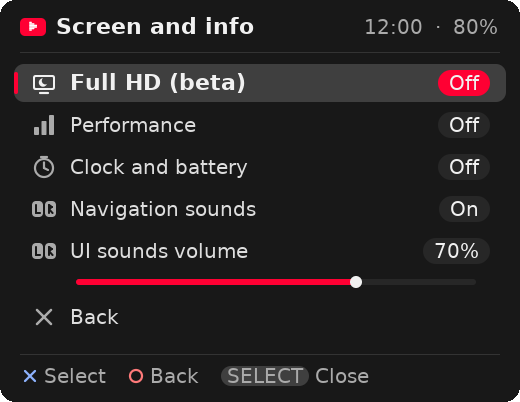 Screen and info 12:00 · 80%
Full HD (beta) Off
Performance Off
Clock and battery Off
L R Navigation sounds On
L R UI sounds volume 70%
Back
Select Back SELECT Close